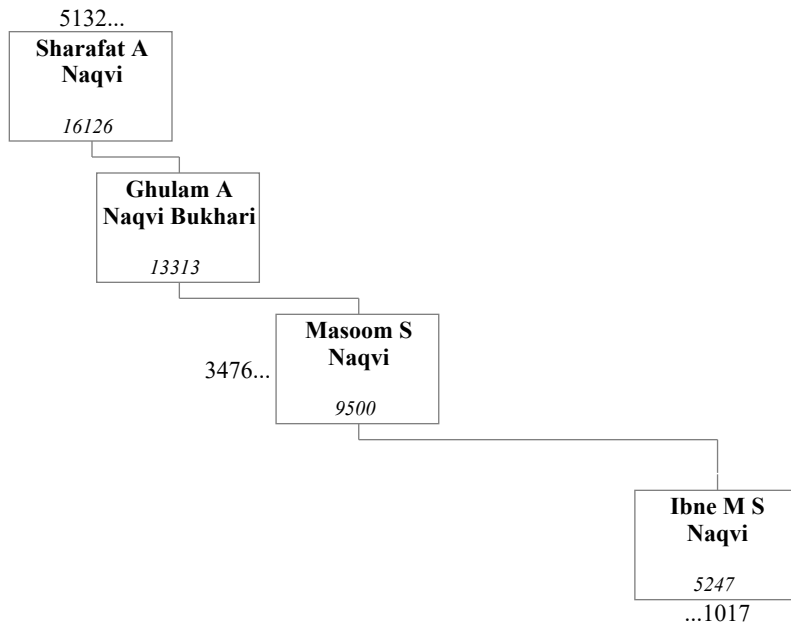 5132...
Sharafat A
Naqvi
16126
Ghulam A
Naqvi Bukhari
13313
Masoom S
Naqvi
3476...
9500
Ibne M S
Naqvi
5247
...1017